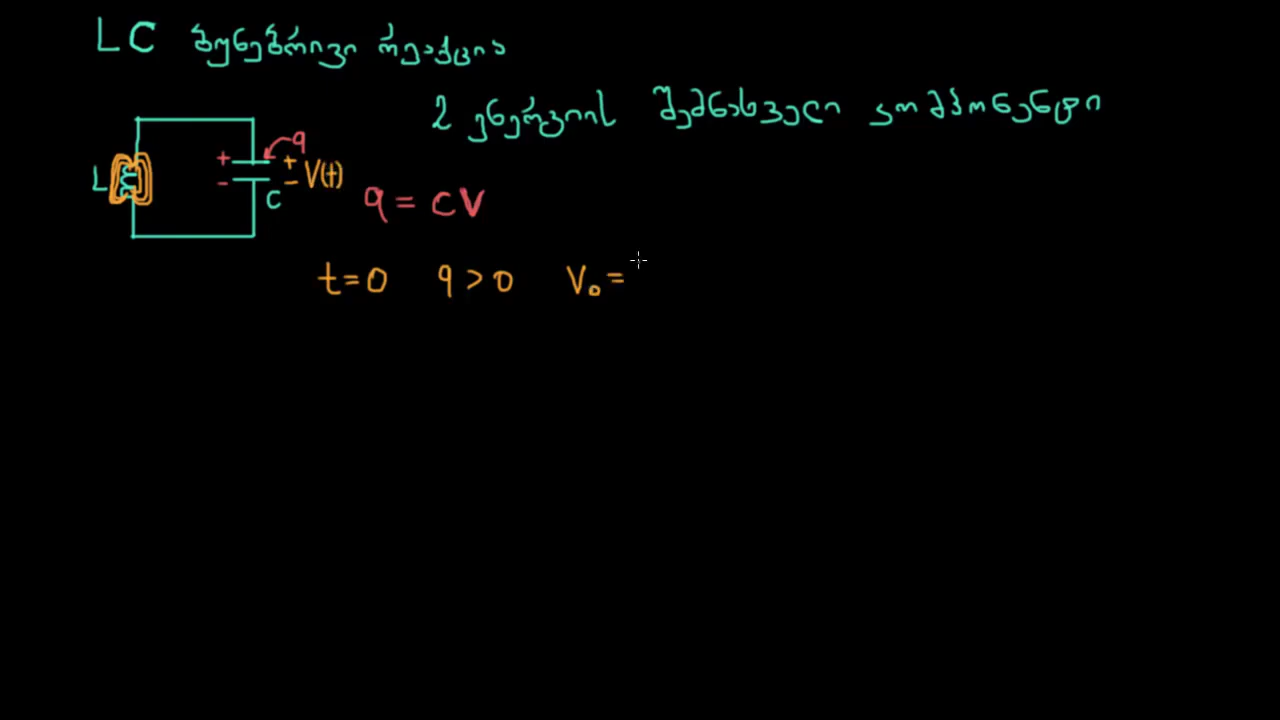 LC ბუნებრივი რეაქცია
2 ენერგიის შემნახველი კომპონენტი
q
+ + V(t)
L - -
C
q = CV
t=0 q>0 V₀=